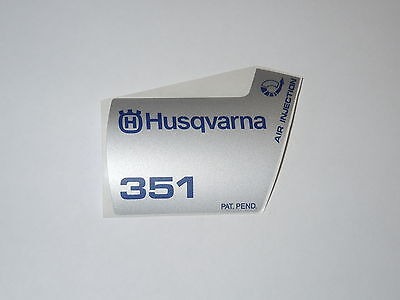 Husqvarna
AIR INJECTION
351
PAT. PEND.